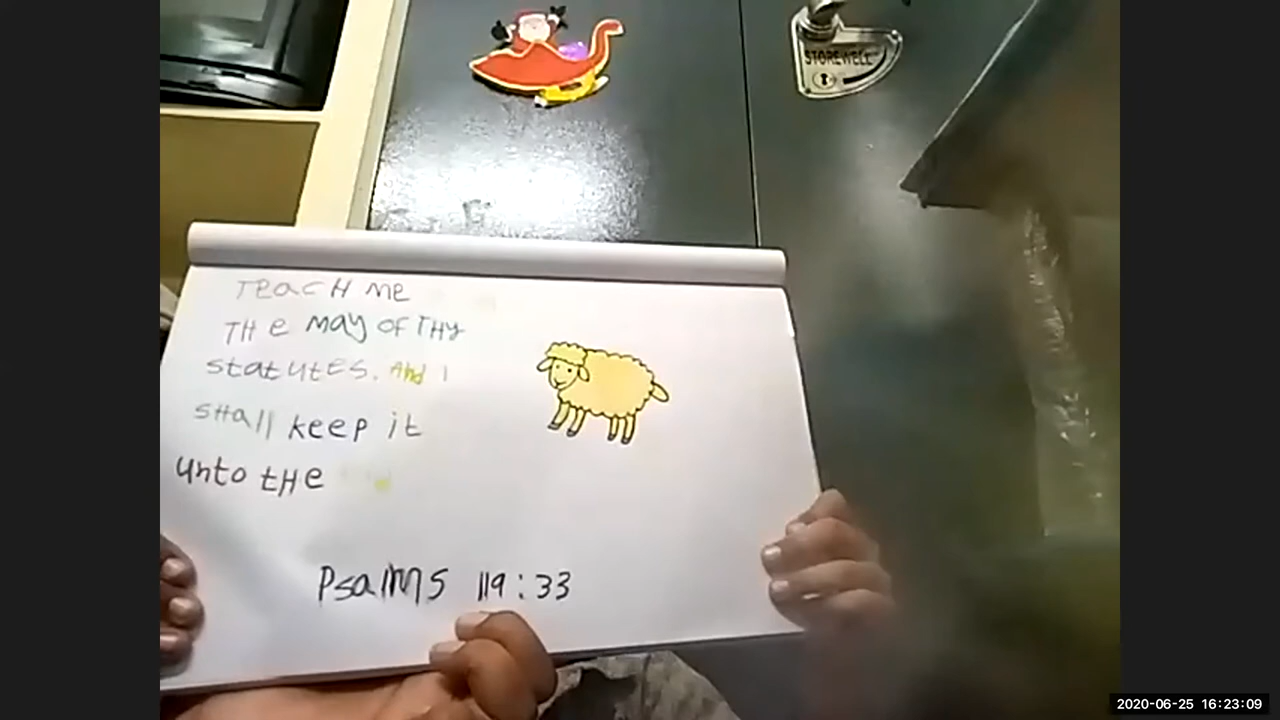 STOREWELL
TEacH ME
THe may OF THy
statutes. And I
SHall keep it
unto tHe
Psalms 119:33
2020-06-25 16:23:09